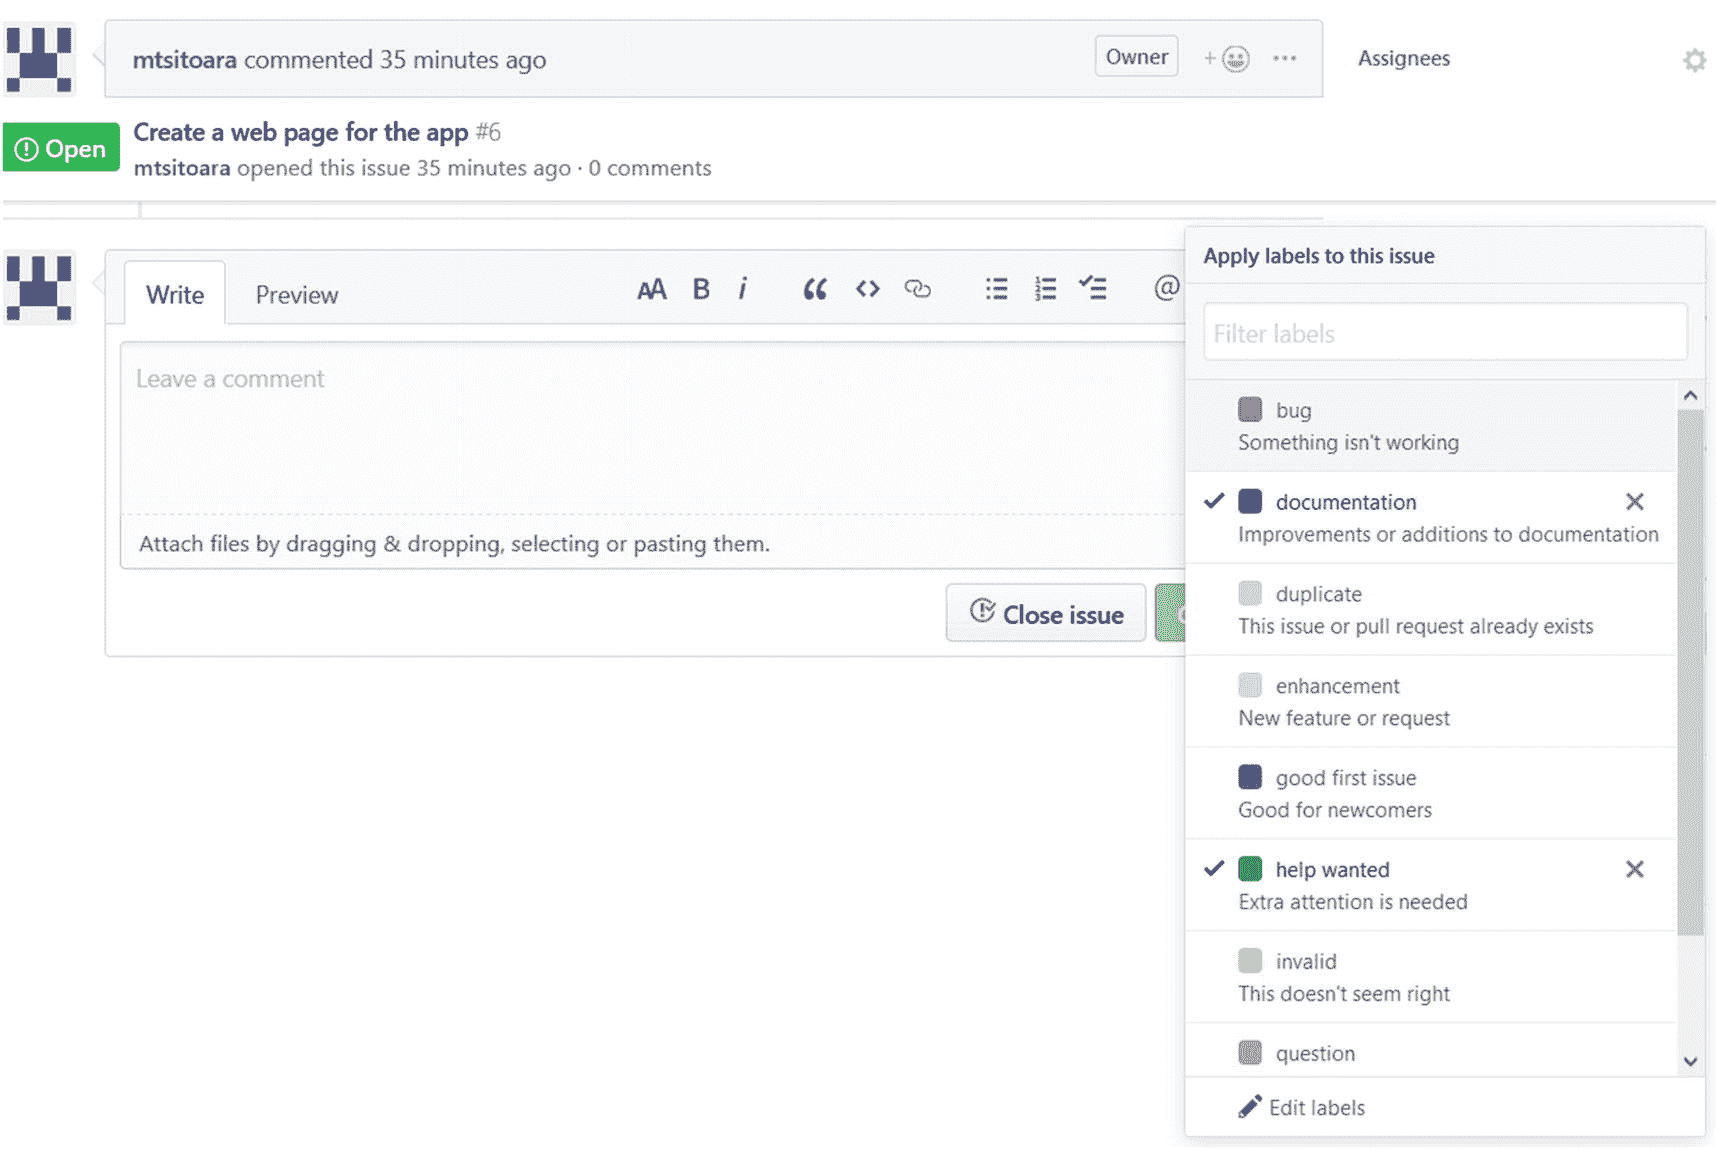 mtsitoara commented 35 minutes ago
Owner
Assignees
Open
Create a web page for the app #6
mtsitoara opened this issue 35 minutes ago · 0 comments
Write
Preview
AA B i
@
Leave a comment
Attach files by dragging & dropping, selecting or pasting them.
Close issue
Apply labels to this issue
Filter labels
bug
Something isn't working
documentation
Improvements or additions to documentation
duplicate
This issue or pull request already exists
enhancement
New feature or request
good first issue
Good for newcomers
help wanted
Extra attention is needed
invalid
This doesn't seem right
question
Edit labels